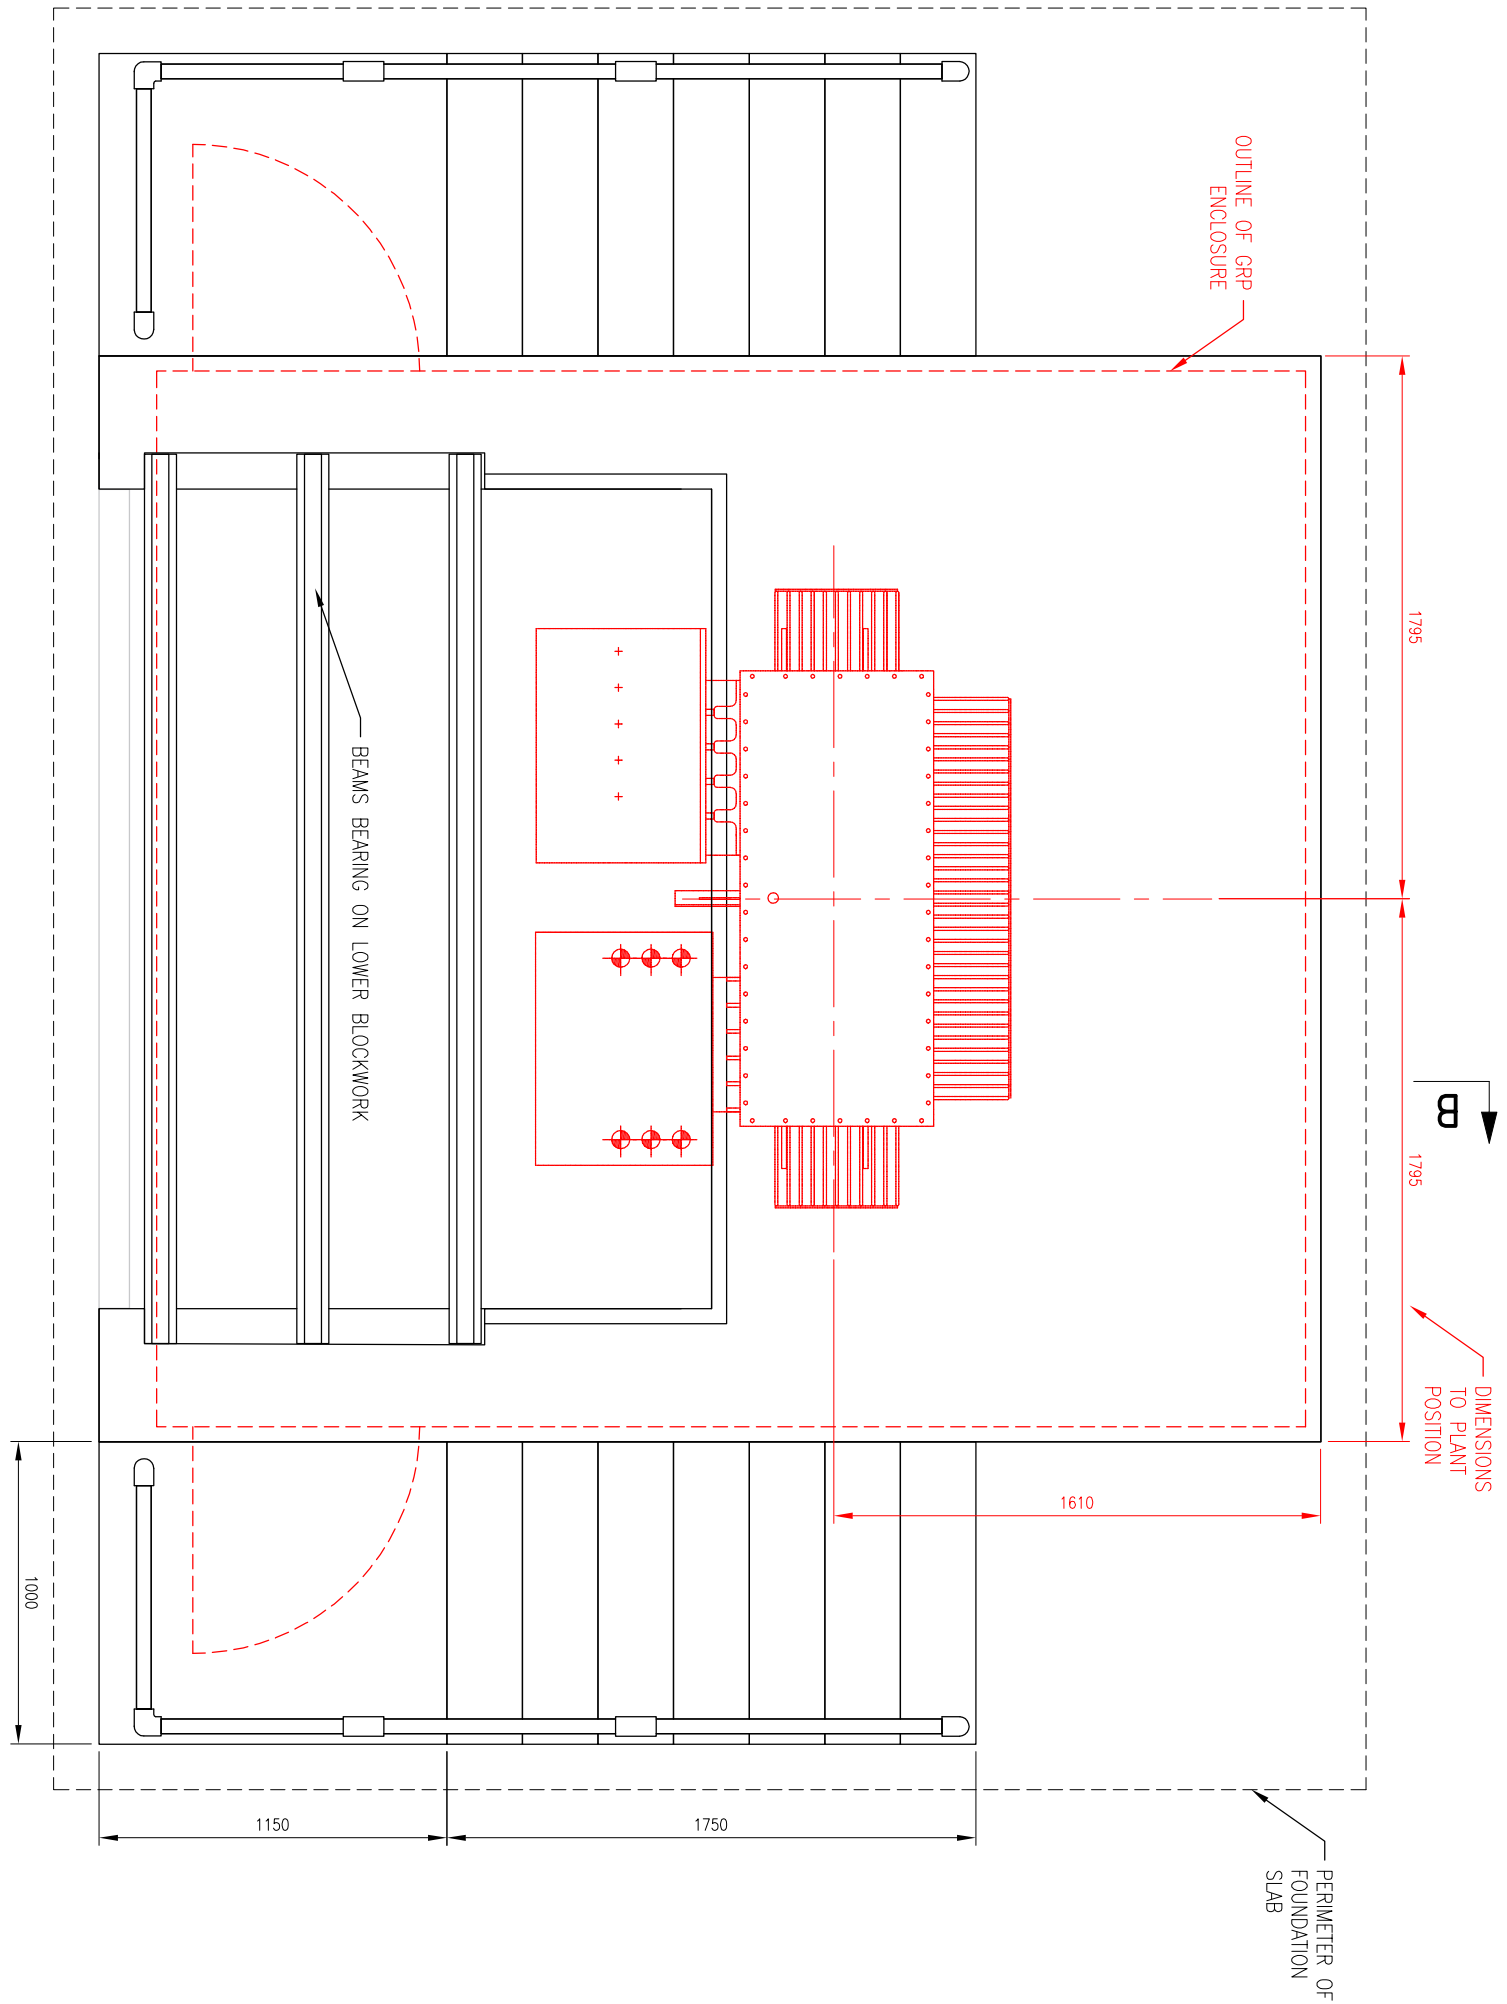 OUTLINE OF GRP
ENCLOSURE
1795
B
1795
DIMENSIONS
TO PLANT
POSITION
BEAMS BEARING ON LOWER BLOCKWORK
1610
1000
1150
1750
PERIMETER OF
FOUNDATION
SLAB